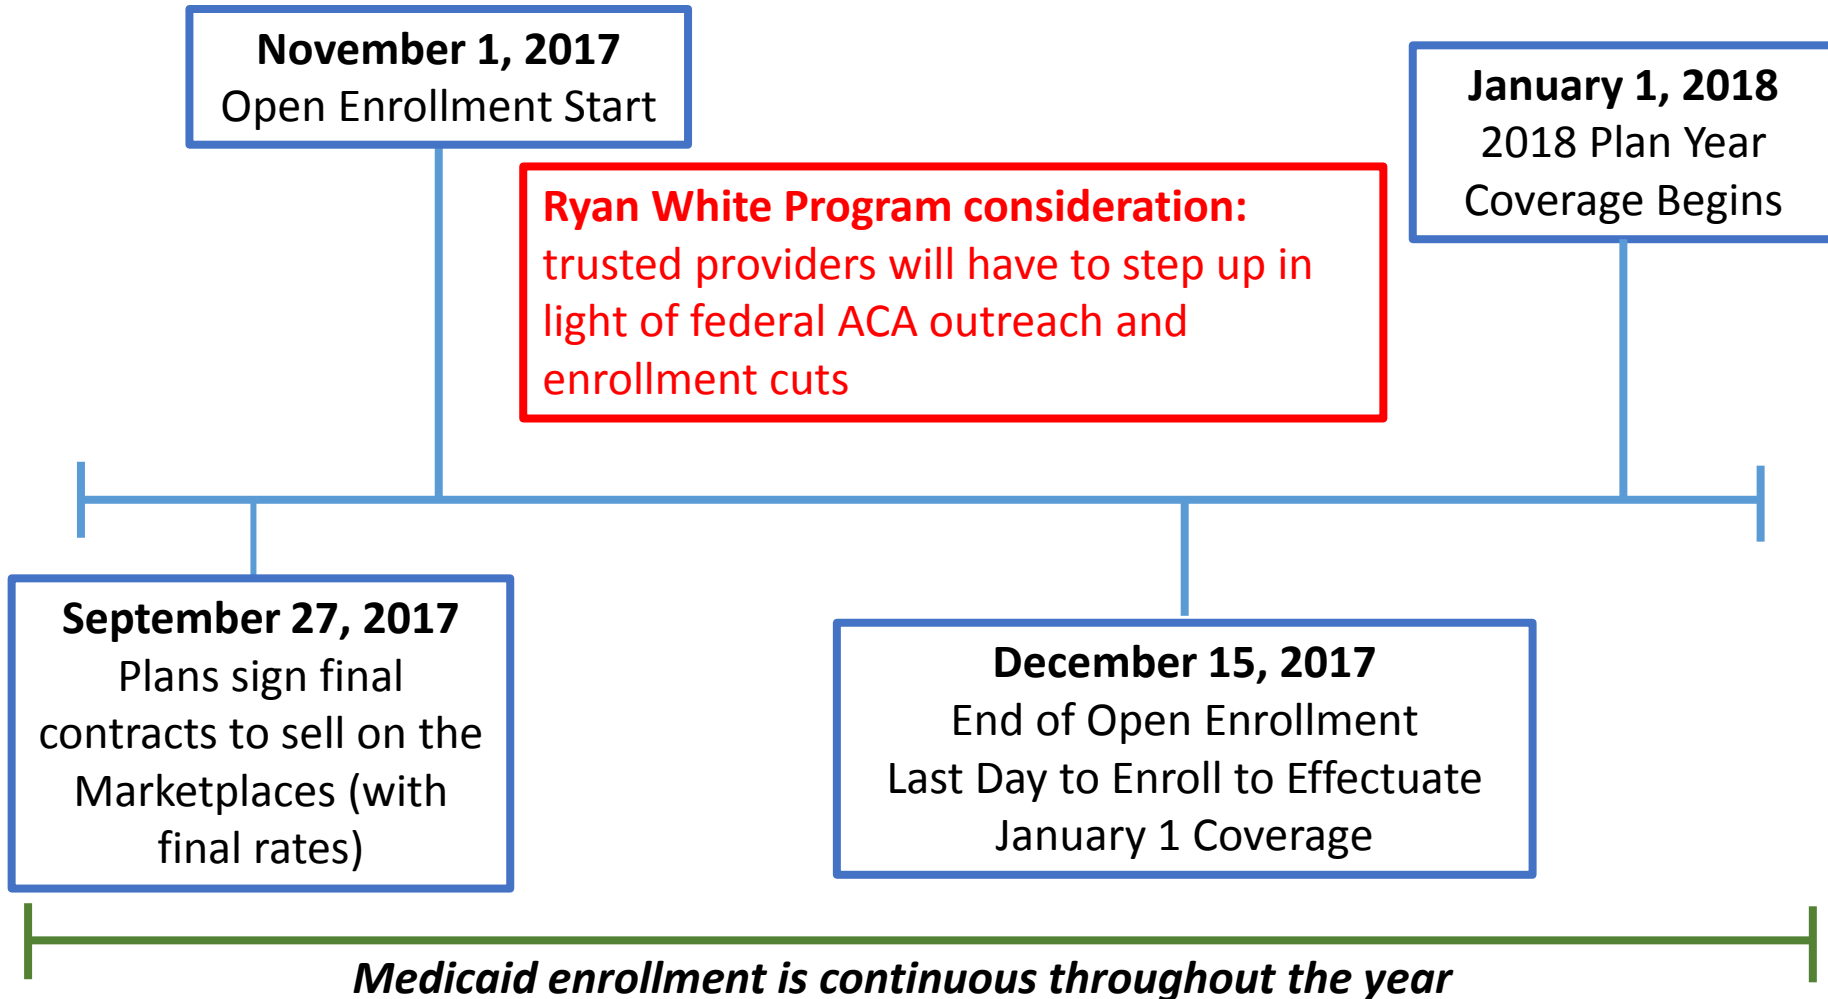 November 1, 2017
Open Enrollment Start
January 1, 2018
2018 Plan Year
Coverage Begins
Ryan White Program consideration:
trusted providers will have to step up in
light of federal ACA outreach and
enrollment cuts
September 27, 2017
Plans sign final
contracts to sell on the
Marketplaces (with
final rates)
December 15, 2017
End of Open Enrollment
Last Day to Enroll to Effectuate
January 1 Coverage
Medicaid enrollment is continuous throughout the year